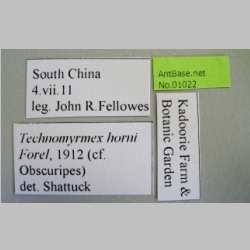 South China
4.vii.11
leg. John R.Fellowes
AntBase.net
No.01022
Technomyrmex horni
Forel, 1912 (cf.
Obscuripes)
det. Shattuck
Kadoorie Farm &
Botanic Garden